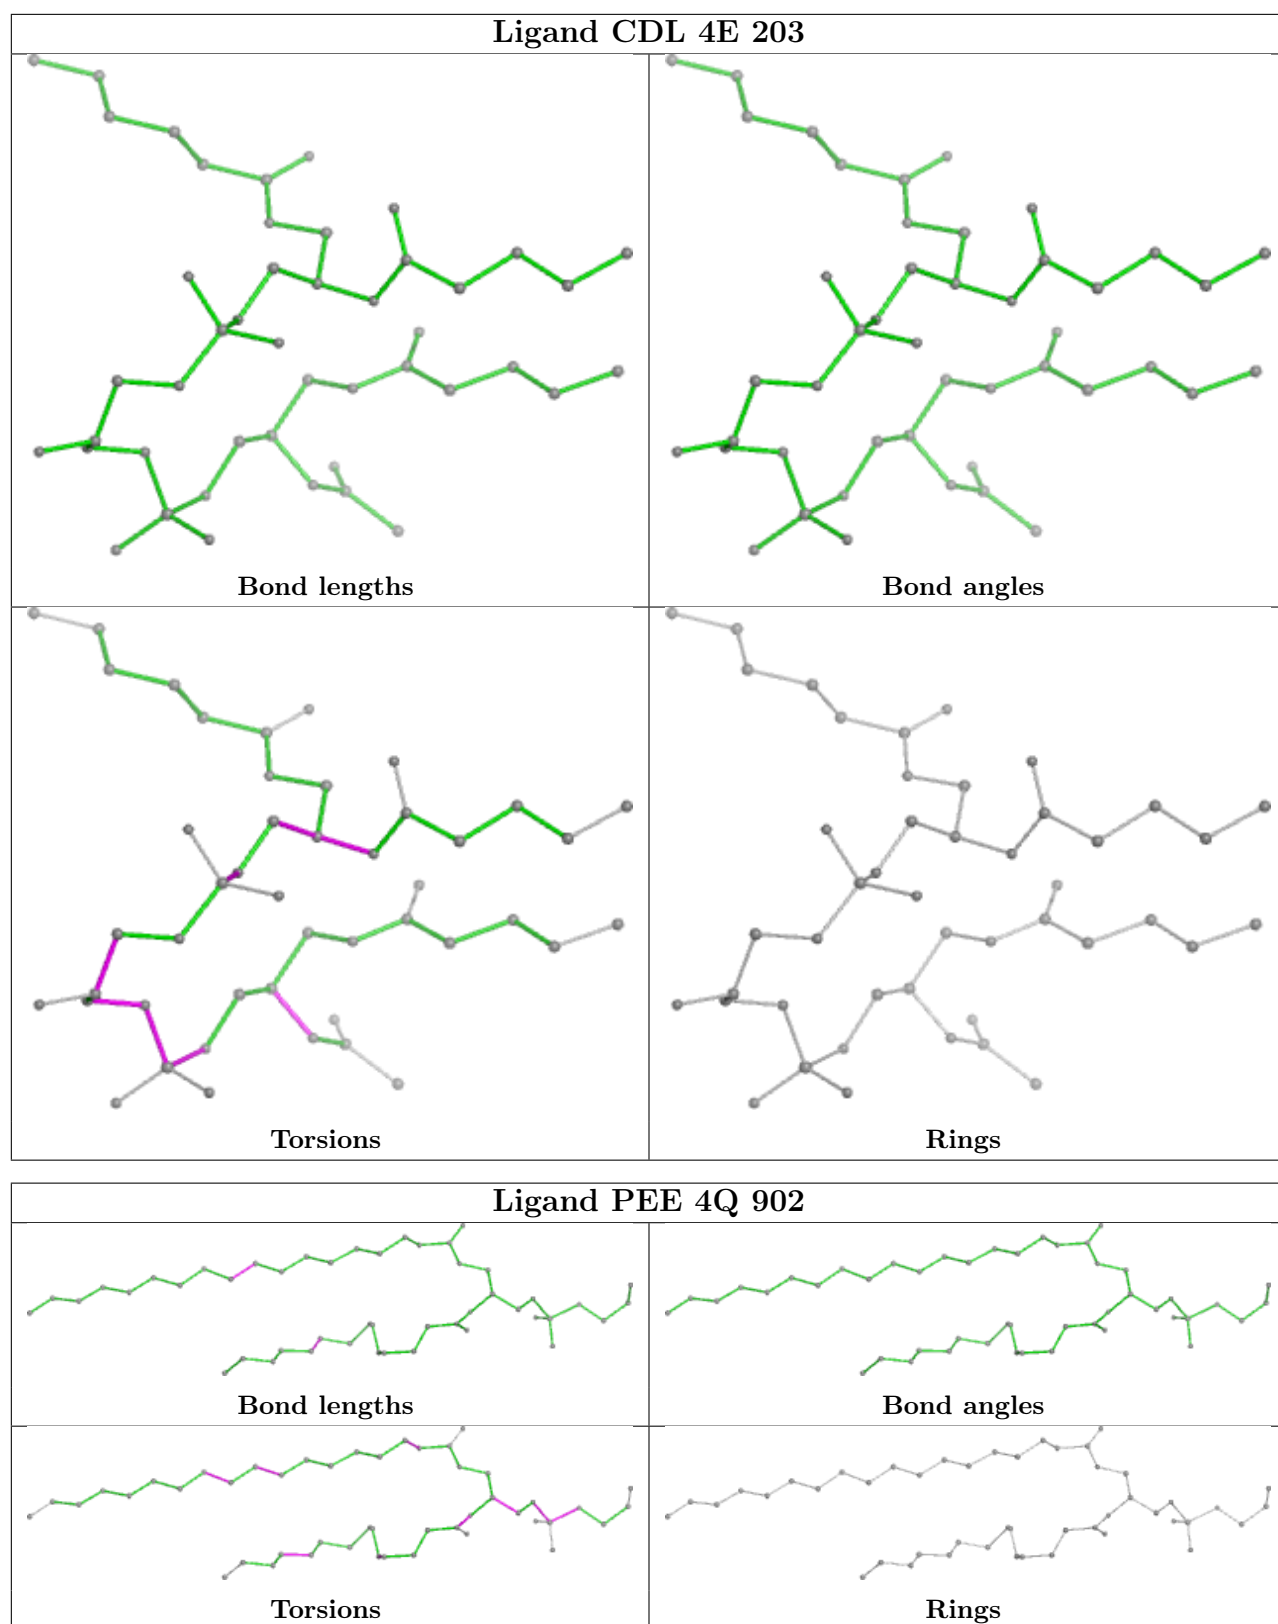 Ligand CDL 4E 203
Bond lengths
Bond angles
Torsions
Rings
Ligand PEE 4Q 902
Bond lengths
Bond angles
Torsions
Rings